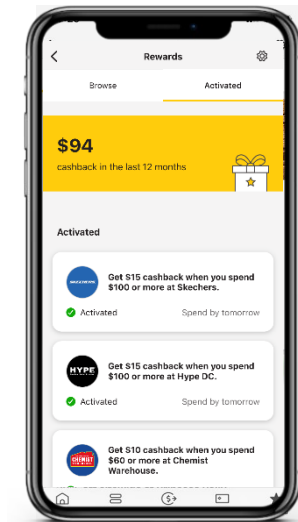 Rewards
Browse
Activated
$94
cashback in the last 12 months
Activated
SKECHERS
Get $15 cashback when you spend
$100 or more at Skechers.
Activated
Spend by tomorrow
HYPE
Get $15 cashback when you spend
$100 or more at Hype DC.
Activated
Spend by tomorrow
CHEMIST
Get $10 cashback when you spend
$60 or more at Chemist
Warehouse.